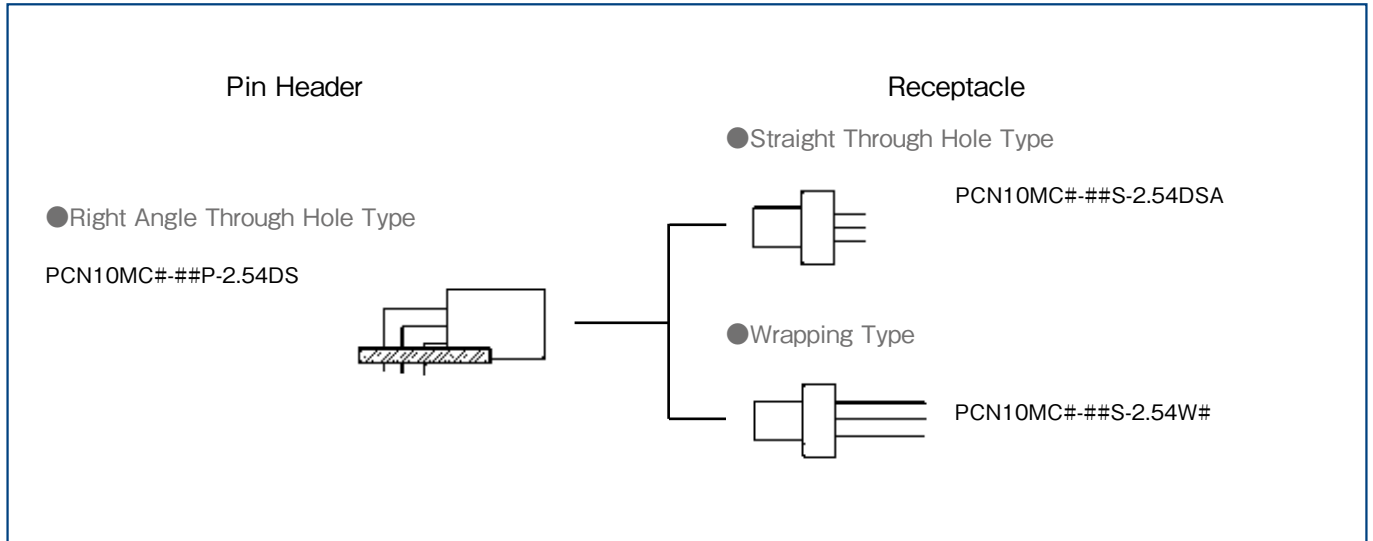 Pin Header
●Right Angle Through Hole Type
PCN10MC#-##P-2.54DS
Receptacle
●Straight Through Hole Type
PCN10MC#-##S-2.54DSA
●Wrapping Type
PCN10MC#-##S-2.54W#